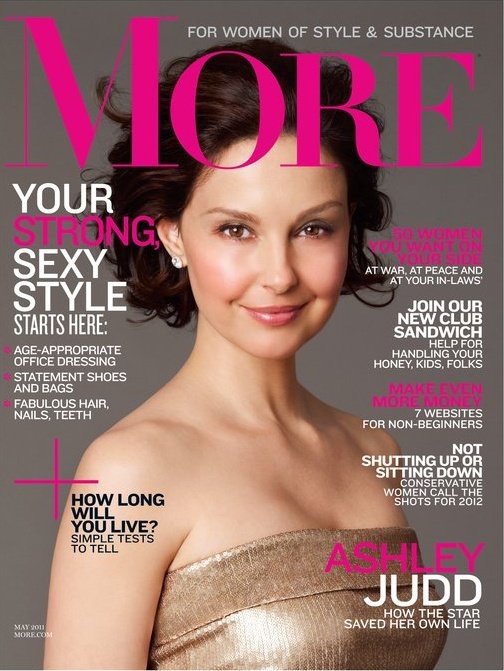 FOR WOMEN OF STYLE & SUBSTANCE
MORE
YOUR
STRONG,
SEXY
STYLE
STARTS HERE:
AGE-APPROPRIATE
OFFICE DRESSING
STATEMENT SHOES
AND BAGS
FABULOUS HAIR,
NAILS, TEETH
HOW LONG
WILL
YOU LIVE?
SIMPLE TESTS
TO TELL
50 WOMEN
YOU WANT ON
YOUR SIDE
AT WAR, AT PEACE AND
AT YOUR IN-LAWS'
JOIN OUR
NEW CLUB
SANDWICH
HELP FOR
HANDLING YOUR
HONEY, KIDS, FOLKS
MAKE EVEN
MORE MONEY
7 WEBSITES
FOR NON-BEGINNERS
NOT
SHUTTING UP OR
SITTING DOWN
CONSERVATIVE
WOMEN CALL THE
SHOTS FOR 2012
ASHLEY
JUDD
HOW THE STAR
SAVED HER OWN LIFE
MAY 2011
MORE.COM